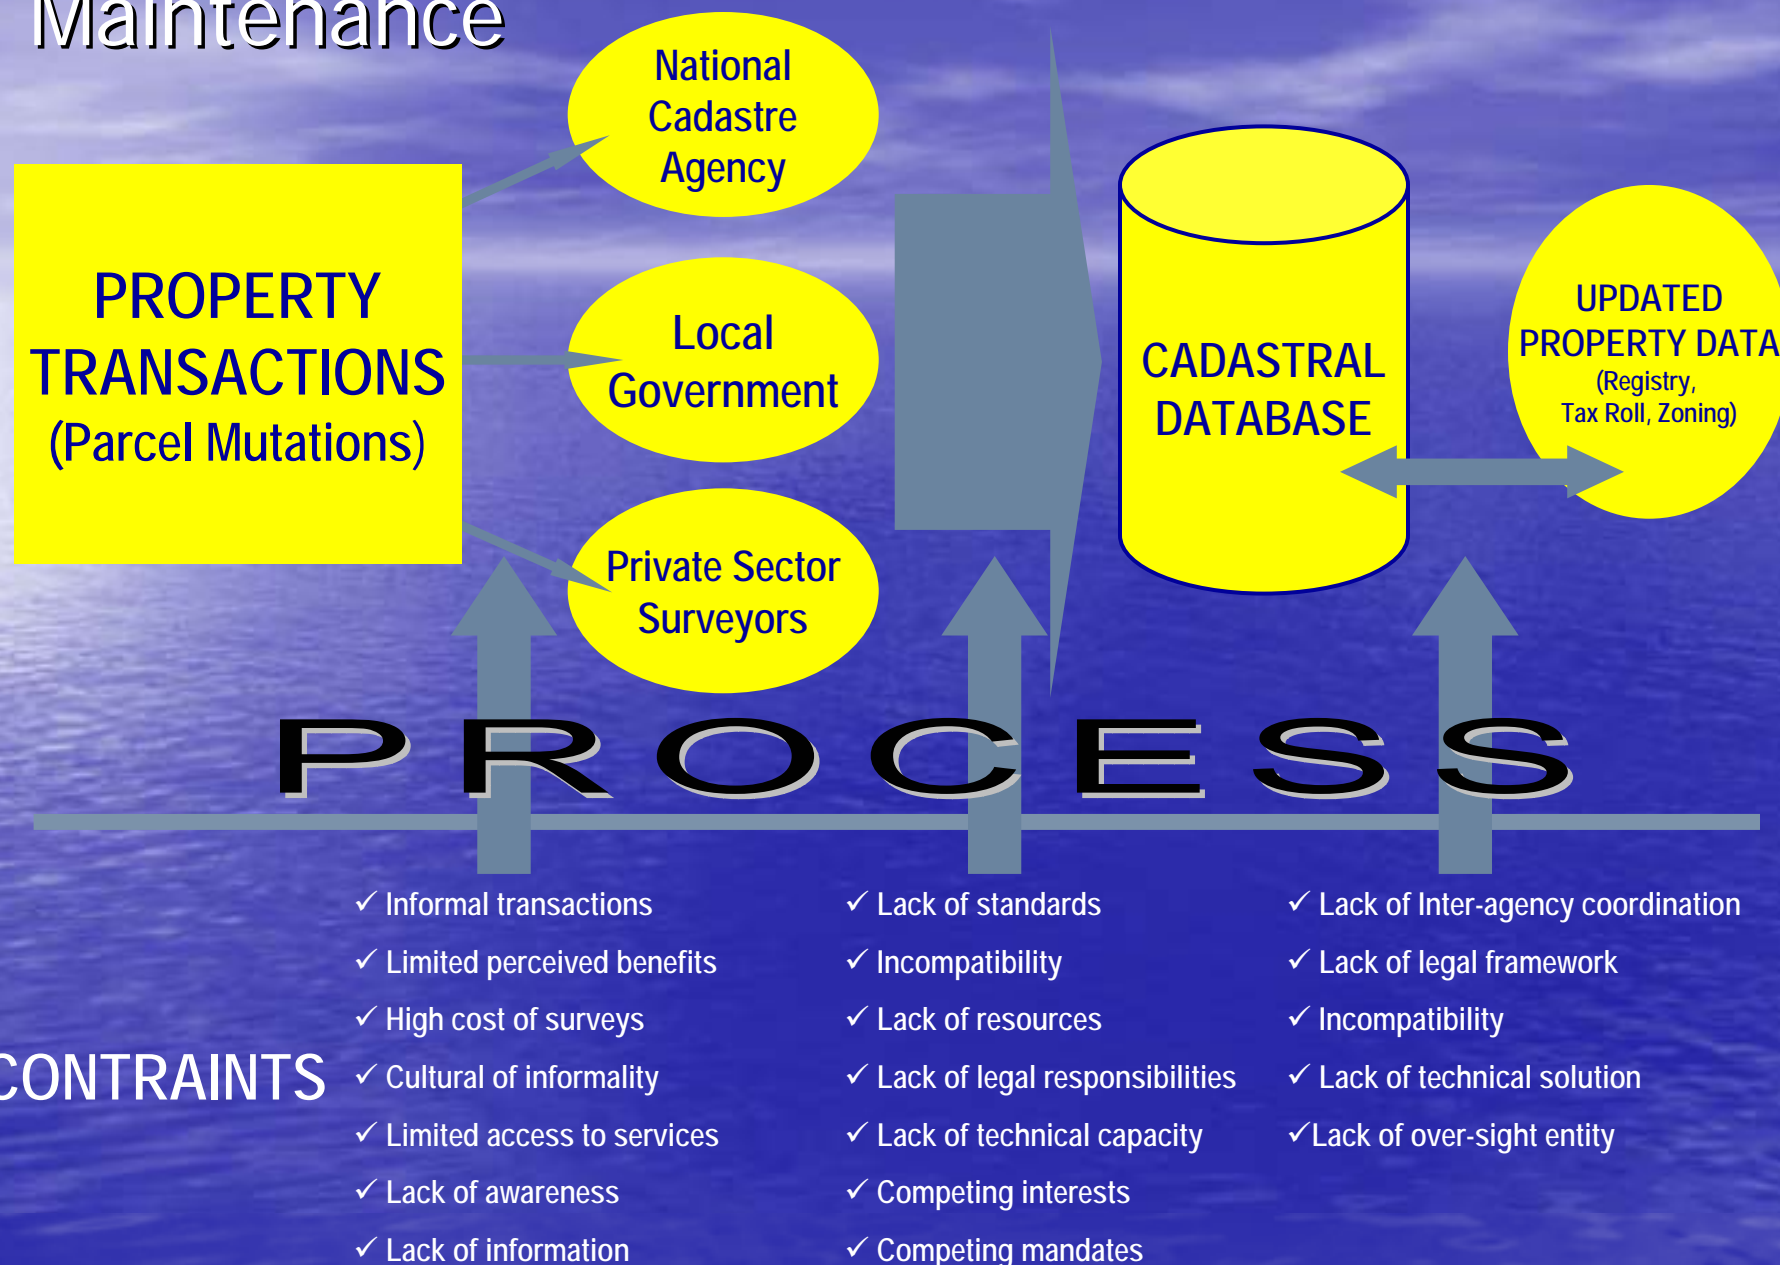 Maintenance
National
Cadastre
Agency
PROPERTY
TRANSACTIONS
(Parcel Mutations)
Local
Government
Private Sector
Surveyors
CADASTRAL
DATABASE
UPDATED
PROPERTY DATA
(Registry,
Tax Roll, Zoning)
PROCESS
CONTRAINTS
✓ Informal transactions
✓ Limited perceived benefits
✓ High cost of surveys
✓ Cultural of informality
✓ Limited access to services
✓ Lack of awareness
✓ Lack of information
✓ Lack of standards
✓ Incompatibility
✓ Lack of resources
✓ Lack of legal responsibilities
✓ Lack of technical capacity
✓ Competing interests
✓ Competing mandates
✓ Lack of Inter-agency coordination
✓ Lack of legal framework
✓ Incompatibility
✓ Lack of technical solution
✓Lack of over-sight entity